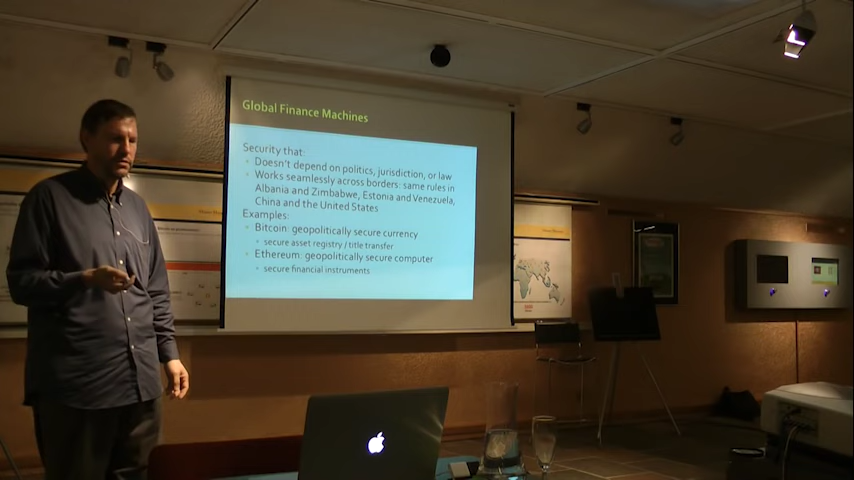 Global Finance Machines
Security that:
Doesn't depend on politics, jurisdiction, or law
Works seamlessly across borders: same rules in
Albania and Zimbabwe, Estonia and Venezuela,
China and the United States
Examples:
Bitcoin: geopolitically secure currency
secure asset registry / title transfer
Ethereum: geopolitically secure computer
secure financial instruments